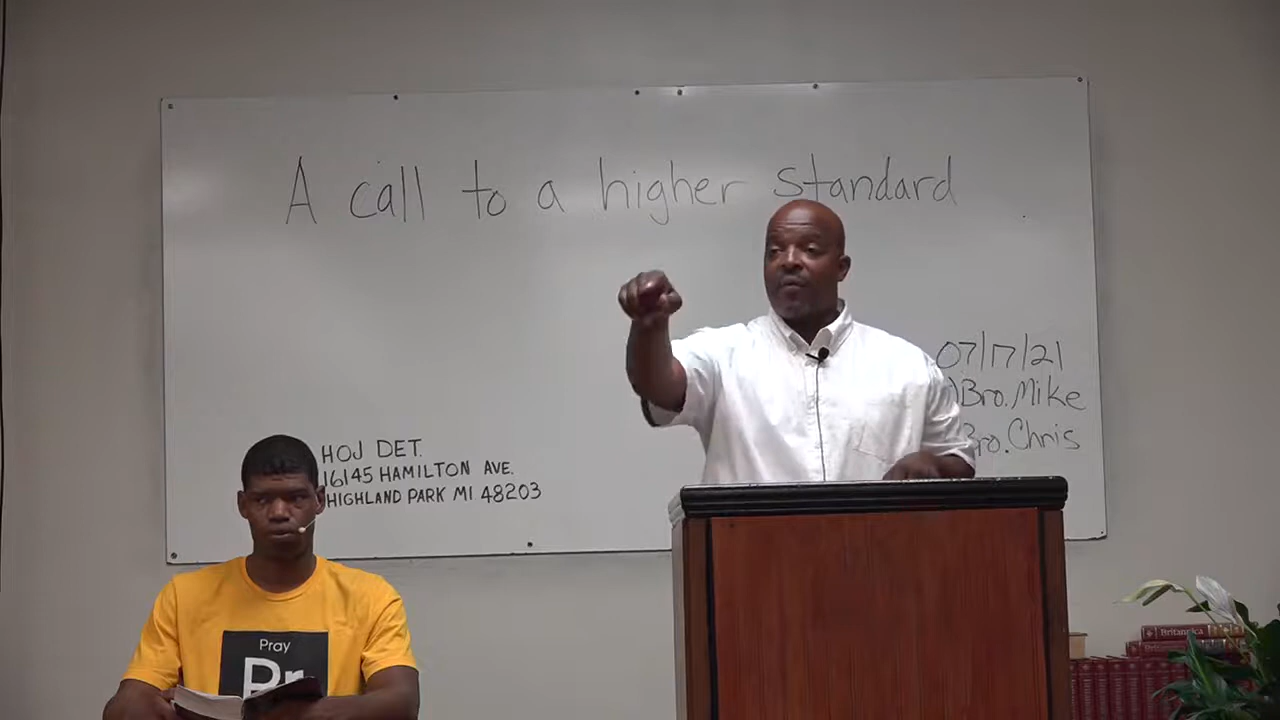 A call to a higher standard
07/17/21
Bro. Mike
Bro. Chris
HOJ DET.
16145 HAMILTON AVE.
HIGHLAND PARK MI 48203
Pray
Pr
Britannica